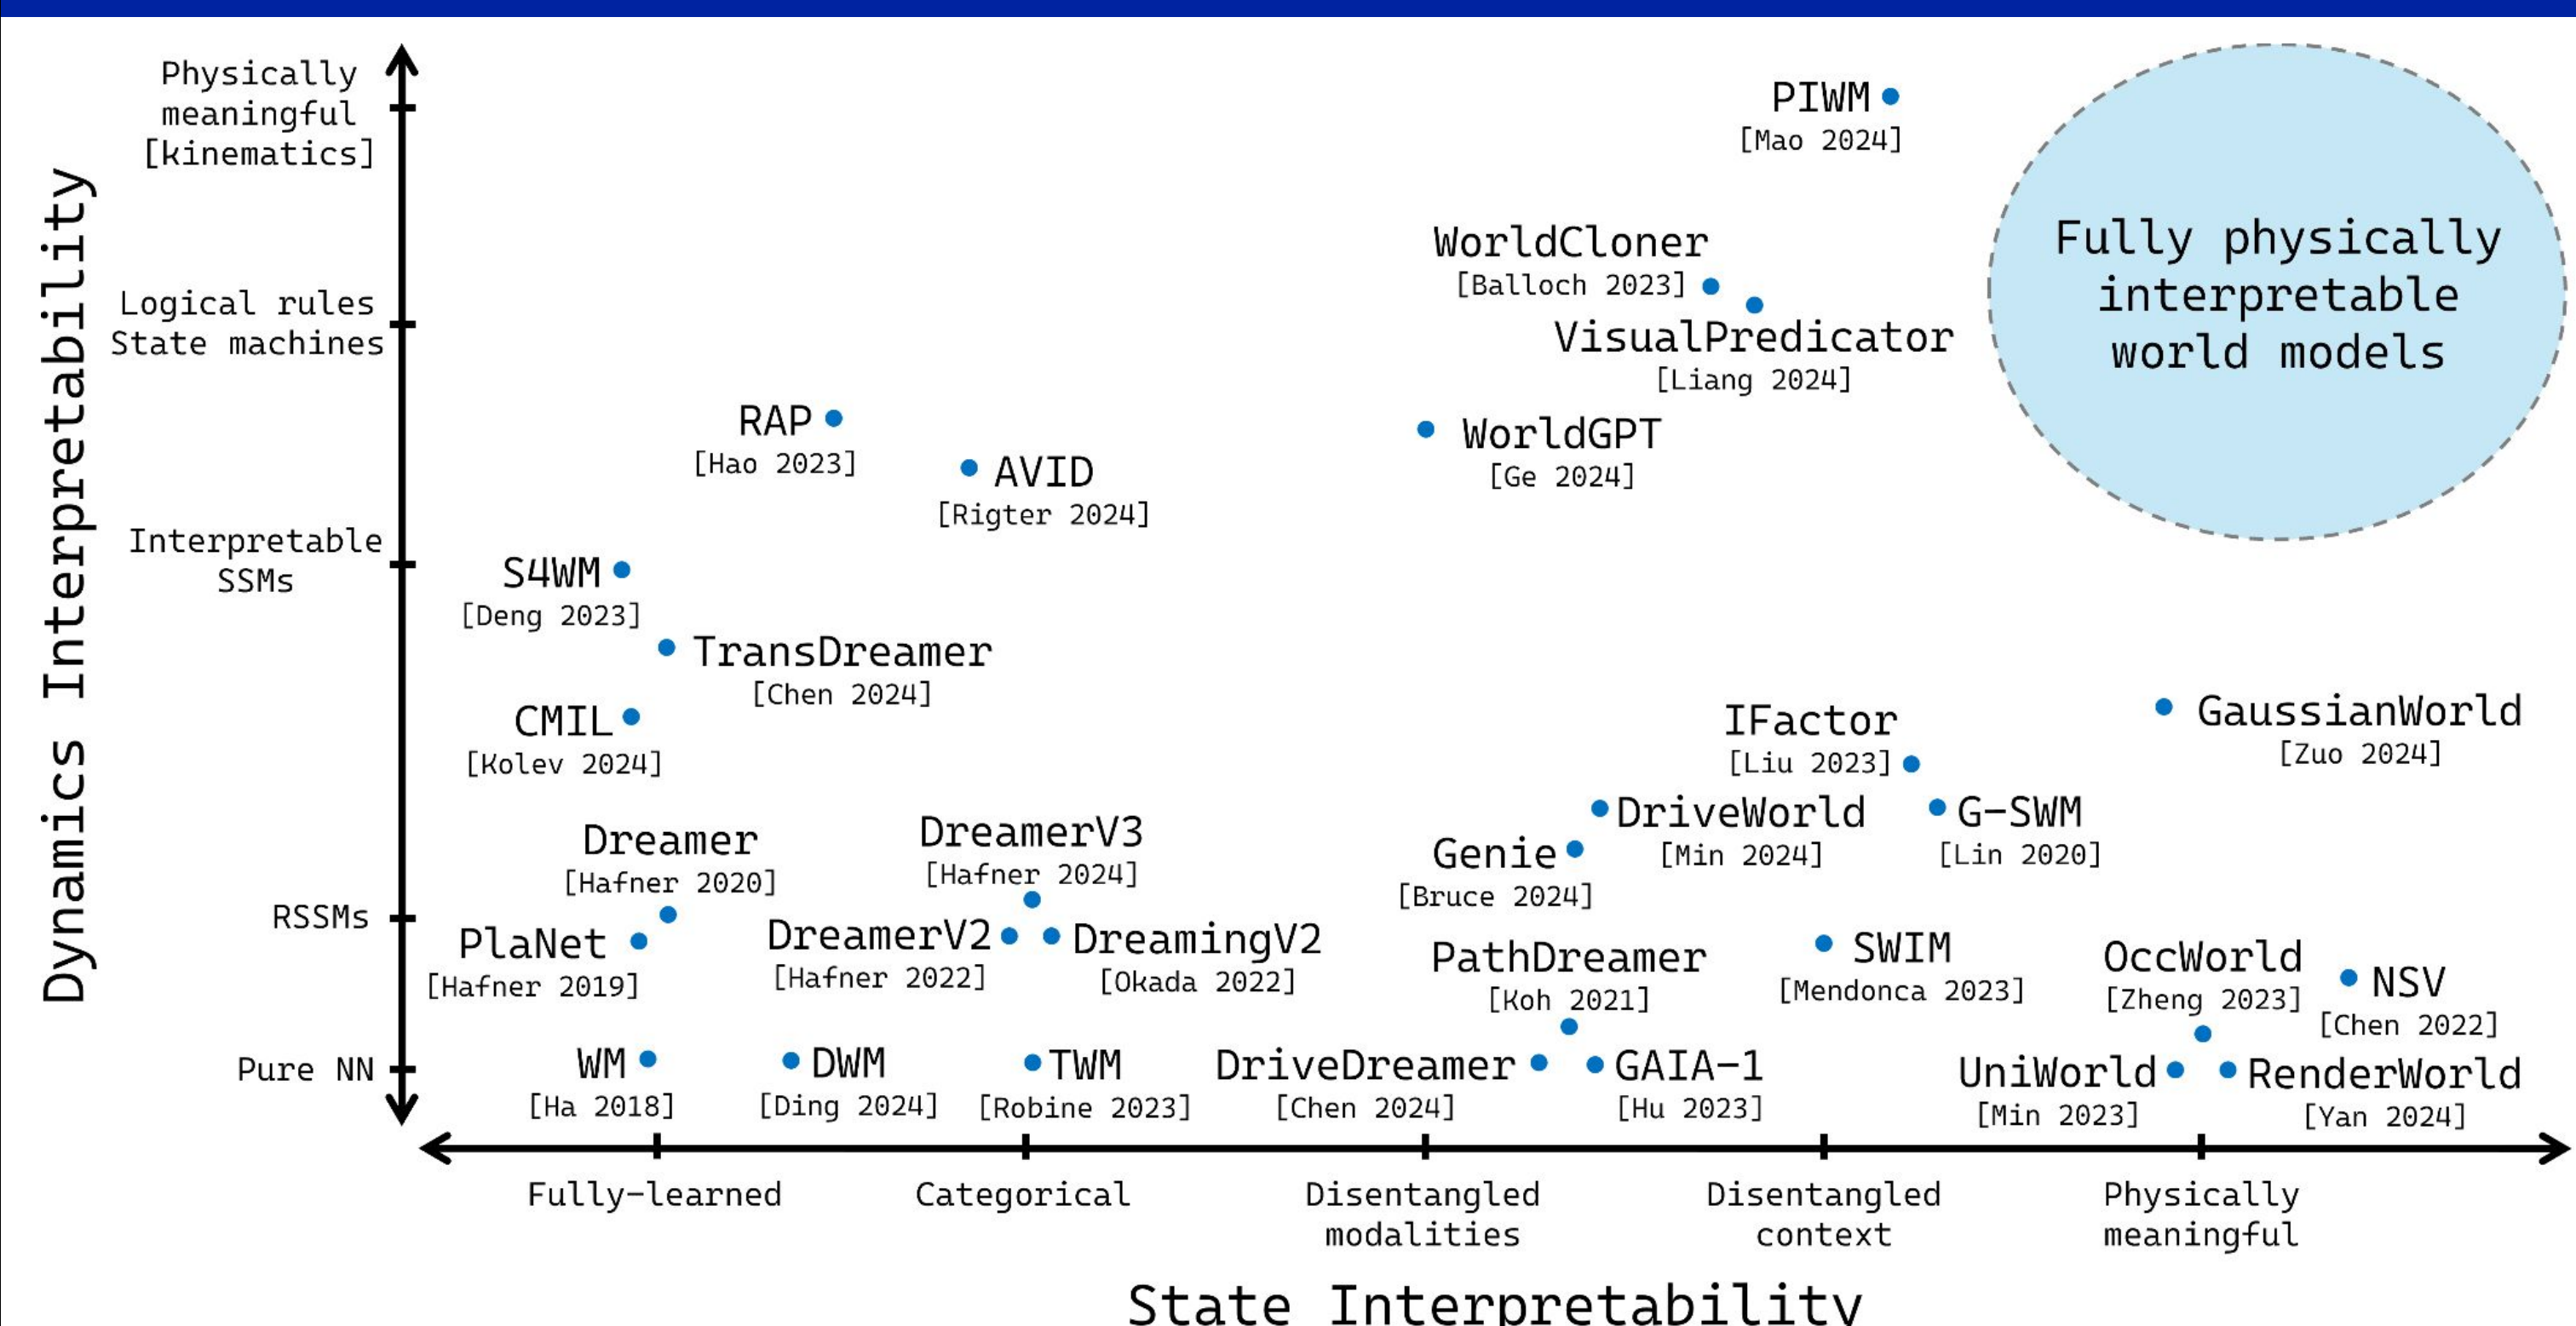 Dynamics Interpretability
Physically
meaningful
[kinematics]
Logical rules
State machines
Interpretable
SSMs
RSSMs
Pure NN
PIWM
[Mao 2024]
Fully physically
interpretable
world models
WorldCloner
[Balloch 2023]
VisualPredicator
[Liang 2024]
RAP
[Hao 2023]
WorldGPT
[Ge 2024]
AVID
[Rigter 2024]
S4WM
[Deng 2023]
TransDreamer
[Chen 2024]
CMIL
[Kolev 2024]
IFactor
[Liu 2023]
GaussianWorld
[Zuo 2024]
DriveWorld
[Min 2024]
G-SWM
[Lin 2020]
Dreamer
[Hafner 2020]
DreamerV3
[Hafner 2024]
Genie
[Bruce 2024]
PlaNet
[Hafner 2019]
DreamerV2
[Hafner 2022]
DreamingV2
[Okada 2022]
PathDreamer
[Koh 2021]
SWIM
[Mendonca 2023]
OccWorld
[Zheng 2023]
NSV
[Chen 2022]
WM
[Ha 2018]
DWM
[Ding 2024]
TWM
[Robine 2023]
DriveDreamer
[Chen 2024]
GAIA-1
[Hu 2023]
UniWorld
[Min 2023]
RenderWorld
[Yan 2024]
Fully-learned
Categorical
Disentangled
modalities
Disentangled
context
Physically
meaningful
State Interpretability